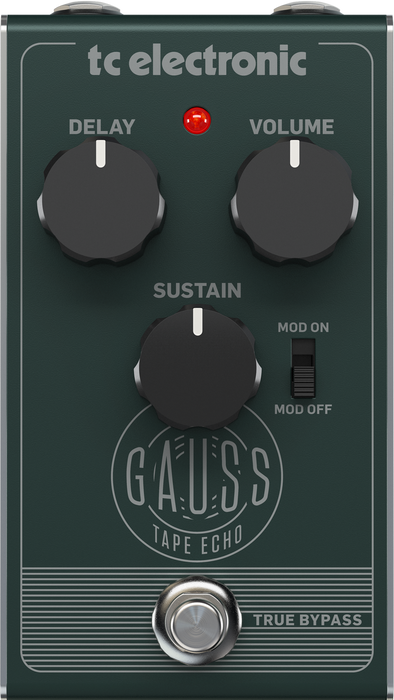 tc electronic
DELAY
VOLUME
SUSTAIN
MOD ON
MOD OFF
GAUSS
TAPE ECHO
TRUE BYPASS